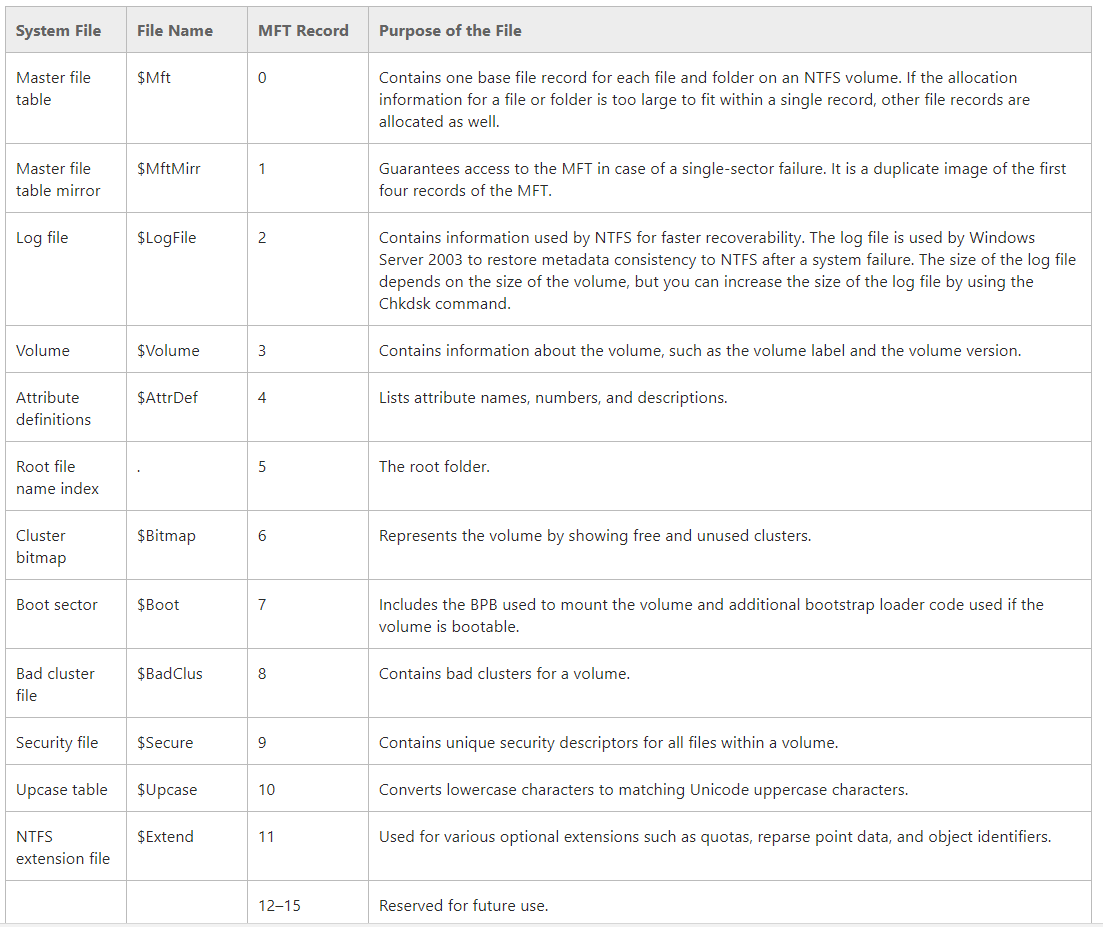 System File File Name MFT Record Purpose of the File
Master file $Mft 0 Contains one base file record for each file and folder on an NTFS volume. If the allocation
table information for a file or folder is too large to fit within a single record, other file records are
allocated as well.
Master file $MftMirr 1 Guarantees access to the MFT in case of a single-sector failure. It is a duplicate image of the first
table mirror four records of the MFT.
Log file $LogFile 2 Contains information used by NTFS for faster recoverability. The log file is used by Windows
Server 2003 to restore metadata consistency to NTFS after a system failure. The size of the log file
depends on the size of the volume, but you can increase the size of the log file by using the
Chkdsk command.
Volume $Volume 3 Contains information about the volume, such as the volume label and the volume version.
Attribute $AttrDef 4 Lists attribute names, numbers, and descriptions.
definitions
Root file . 5 The root folder.
name index
Cluster $Bitmap 6 Represents the volume by showing free and unused clusters.
bitmap
Boot sector $Boot 7 Includes the BPB used to mount the volume and additional bootstrap loader code used if the
volume is bootable.
Bad cluster $BadClus 8 Contains bad clusters for a volume.
file
Security file $Secure 9 Contains unique security descriptors for all files within a volume.
Upcase table $Upcase 10 Converts lowercase characters to matching Unicode uppercase characters.
NTFS $Extend 11 Used for various optional extensions such as quotas, reparse point data, and object identifiers.
extension file
12–15 Reserved for future use.